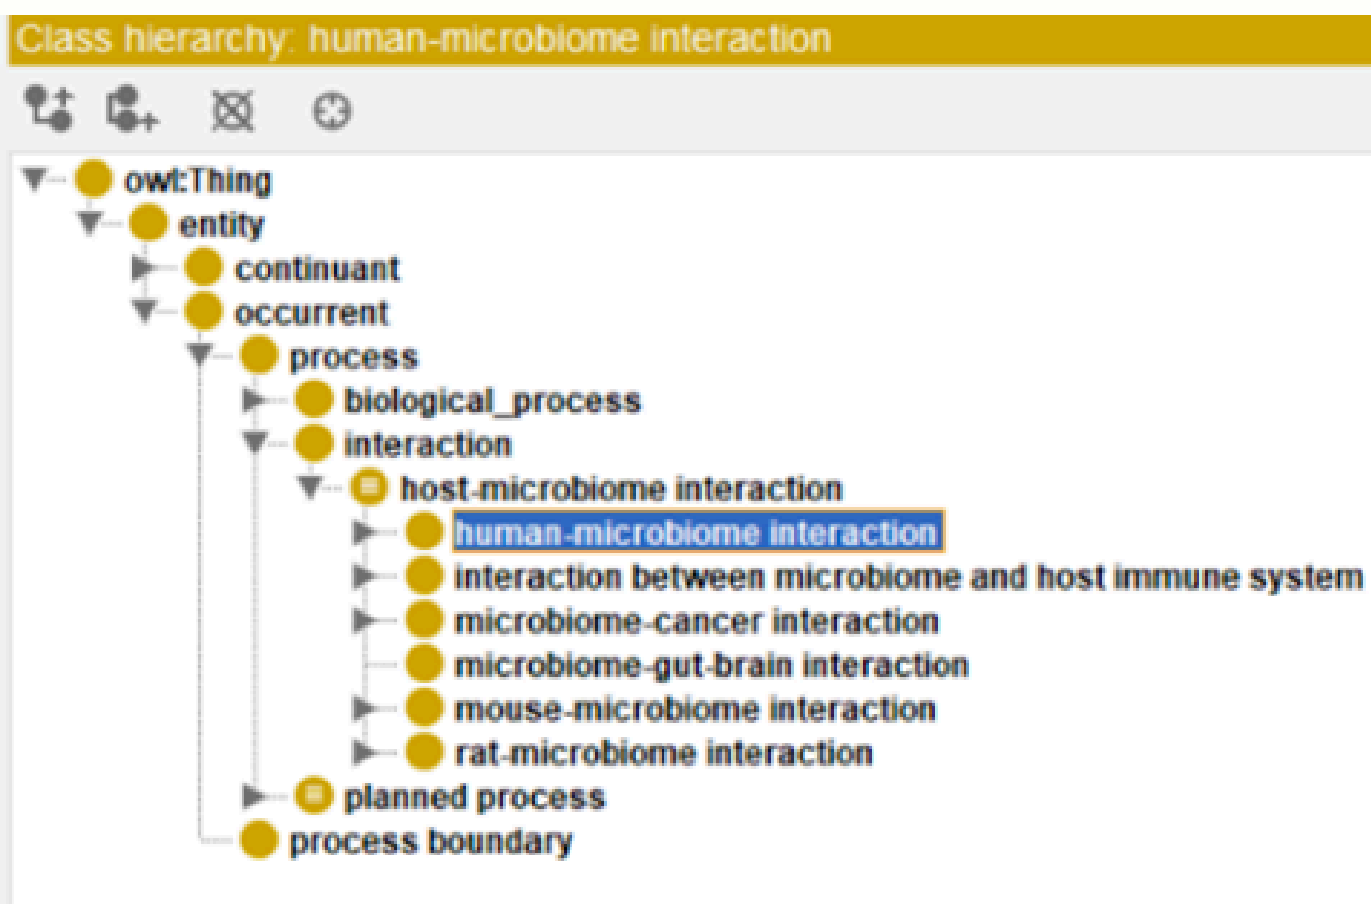 Class hierarchy: human-microbiome interaction
owl:Thing
entity
continuant
occurrent
process
biological_process
interaction
host-microbiome interaction
human-microbiome interaction
interaction between microbiome and host immune system
microbiome-cancer interaction
microbiome-gut-brain interaction
mouse-microbiome interaction
rat-microbiome interaction
planned process
process boundary